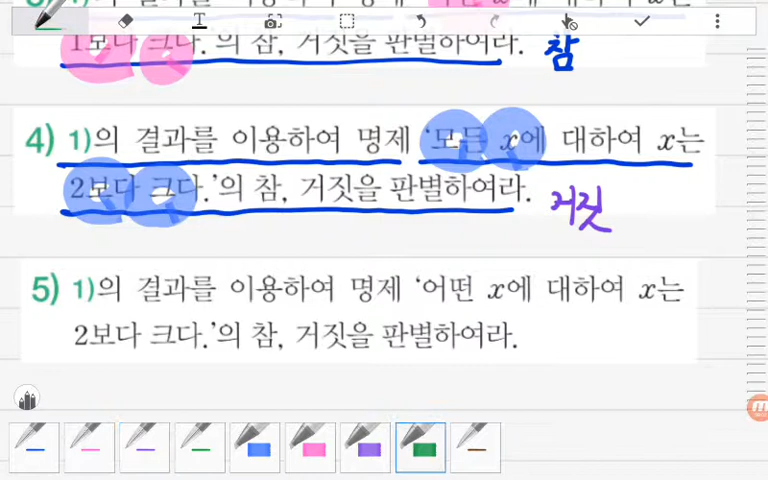 1보다 크다.'의 참, 거짓을 판별하여라. 참
4) 1)의 결과를 이용하여 명제 '모든 x에 대하여 x는
2보다 크다.'의 참, 거짓을 판별하여라. 거짓
5) 1)의 결과를 이용하여 명제 '어떤 x에 대하여 x는
2보다 크다.'의 참, 거짓을 판별하여라.